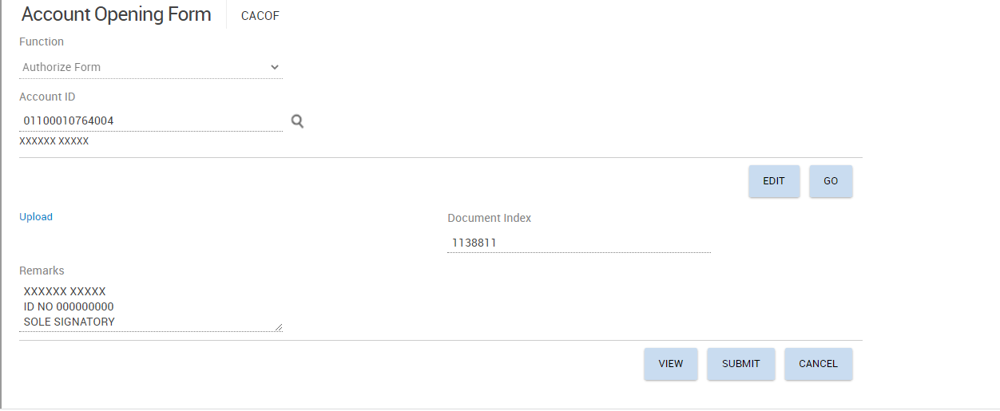 Account Opening Form CACOF
Function
Authorize Form
Account ID
01100010764004
XXXXXX XXXXX
EDIT GO
Upload
Document Index
1138811
Remarks
XXXXXX XXXXX
ID NO 000000000
SOLE SIGNATORY
VIEW SUBMIT CANCEL